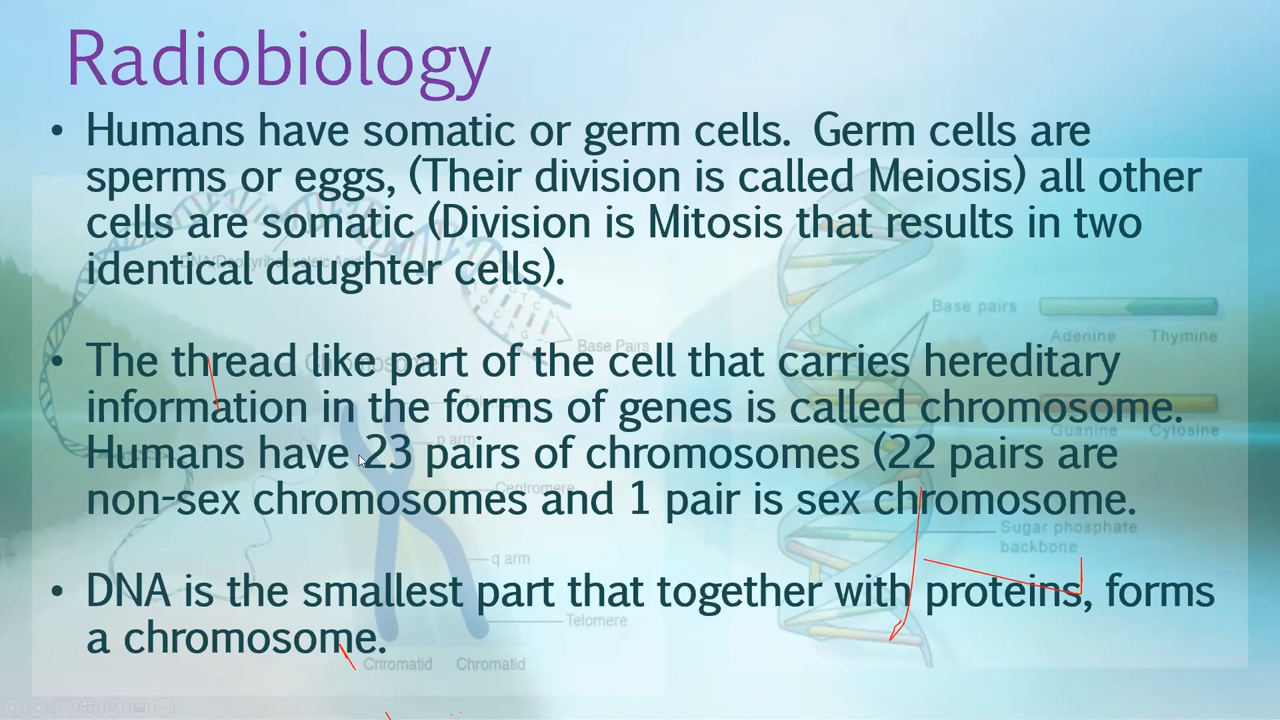 Radiobiology
• Humans have somatic or germ cells. Germ cells are
sperms or eggs, (Their division is called Meiosis) all other
cells are somatic (Division is Mitosis that results in two
identical daughter cells).
• The thread like part of the cell that carries hereditary
information in the forms of genes is called chromosome.
Humans have 23 pairs of chromosomes (22 pairs are
non-sex chromosomes and 1 pair is sex chromosome.
• DNA is the smallest part that together with proteins, forms
a chromosome.
Base Pairs
p arm
Centromere
q arm
Telomere
Chromatid Chromatid
Base pairs
Adenine Thymine
Guanine Cytosine
Sugar phosphate
backbone